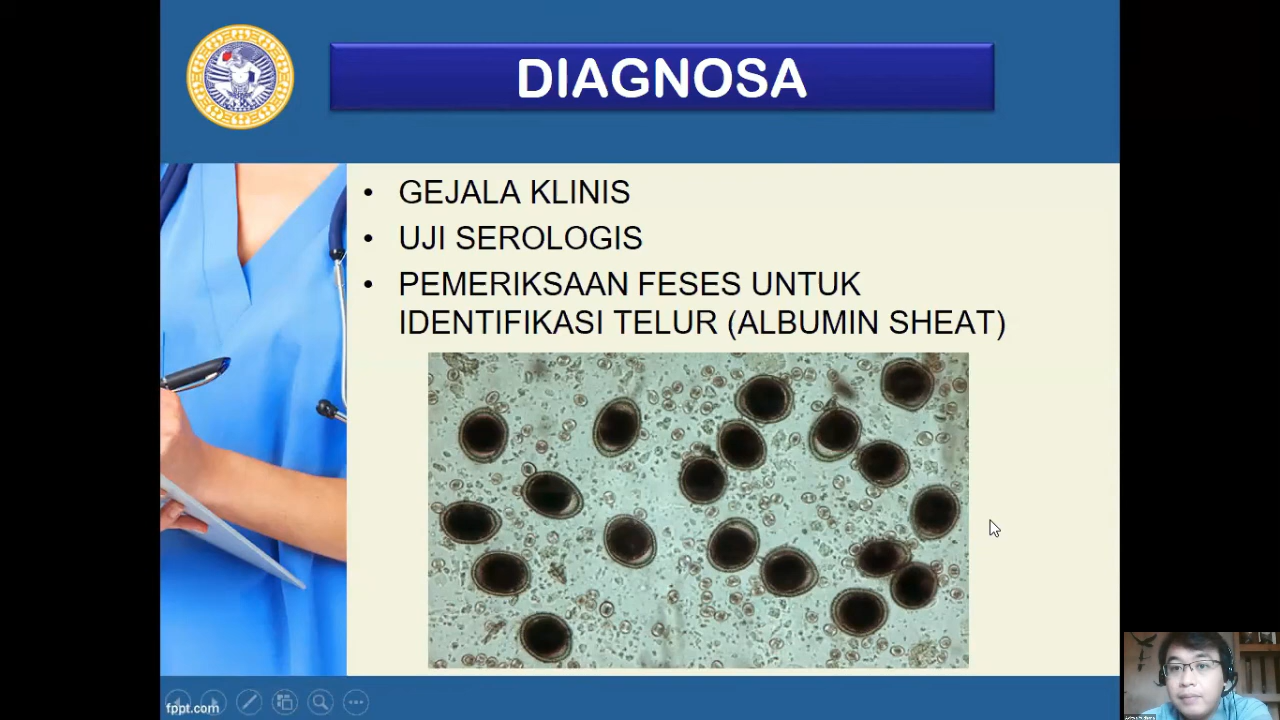 DIAGNOSA
• GEJALA KLINIS
• UJI SEROLOGIS
• PEMERIKSAAN FESES UNTUK
IDENTIFIKASI TELUR (ALBUMIN SHEAT)
fppt.com